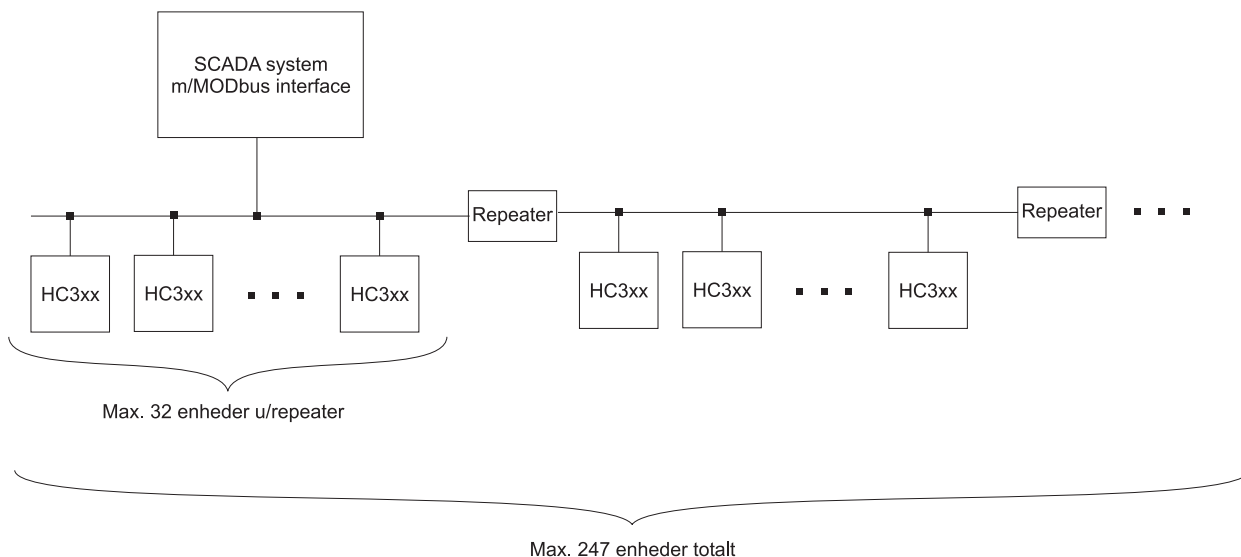 SCADA system
m/MODbus interface
Repeater
Repeater
HC3xx
HC3xx
HC3xx
HC3xx
HC3xx
HC3xx
Max. 32 enheder u/repeater
Max. 247 enheder totalt